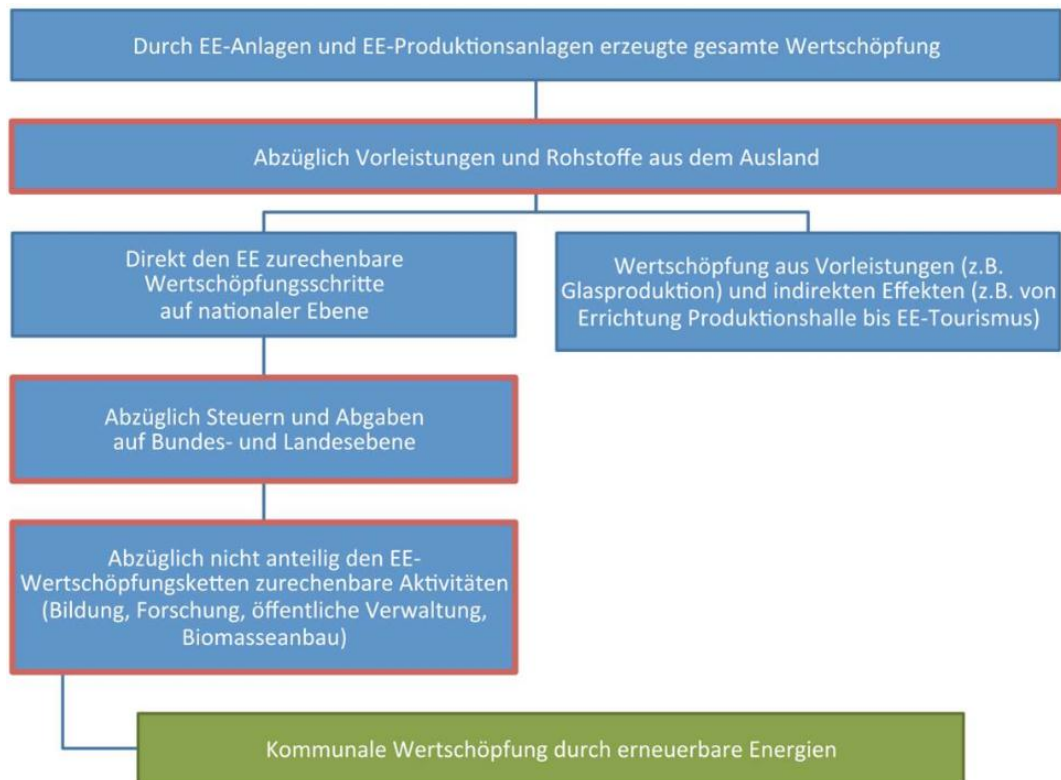 Durch EE-Anlagen und EE-Produktionsanlagen erzeugte gesamte Wertschöpfung
Abzüglich Vorleistungen und Rohstoffe aus dem Ausland
Direkt den EE zurechenbare
Wertschöpfungsschritte
auf nationaler Ebene
Wertschöpfung aus Vorleistungen (z.B.
Glasproduktion) und indirekten Effekten (z.B. von
Errichtung Produktionshalle bis EE-Tourismus)
Abzüglich Steuern und Abgaben
auf Bundes- und Landesebene
Abzüglich nicht anteilig den EE-
Wertschöpfungsketten zurechenbare Aktivitäten
(Bildung, Forschung, öffentliche Verwaltung,
Biomasseanbau)
Kommunale Wertschöpfung durch erneuerbare Energien